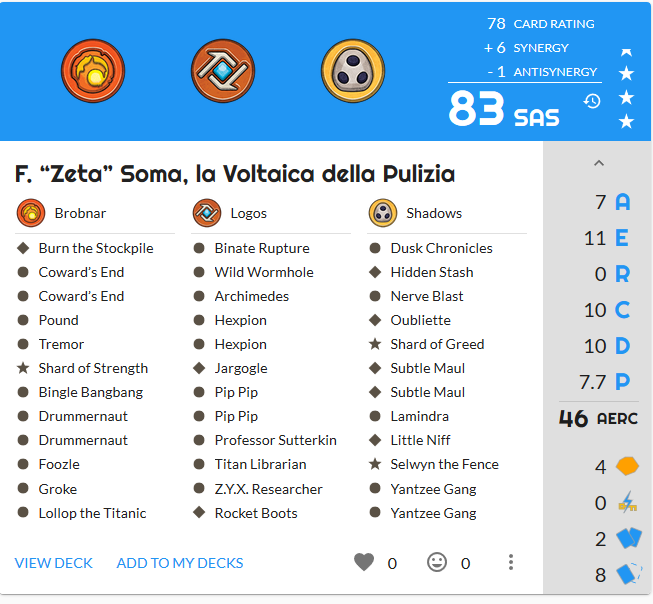 78 CARD RATING
+ 6 SYNERGY
- 1 ANTISYNERGY
83 SAS
F. “Zeta” Soma, la Voltaica della Pulizia
Brobnar
Burn the Stockpile
Coward’s End
Coward’s End
Pound
Tremor
Shard of Strength
Bingle Bangbang
Drummernaut
Drummernaut
Foozle
Groke
Lollop the Titanic
Logos
Binate Rupture
Wild Wormhole
Archimedes
Hexpion
Hexpion
Jargogle
Pip Pip
Pip Pip
Professor Sutterkin
Titan Librarian
Z.Y.X. Researcher
Rocket Boots
Shadows
Dusk Chronicles
Hidden Stash
Nerve Blast
Oubliette
Shard of Greed
Subtle Maul
Subtle Maul
Lamindra
Little Niff
Selwyn the Fence
Yantzee Gang
Yantzee Gang
VIEW DECK
ADD TO MY DECKS
0
0
7 A
11 E
0 R
10 C
10 D
7.7 P
46 AERC
4
0
2
8